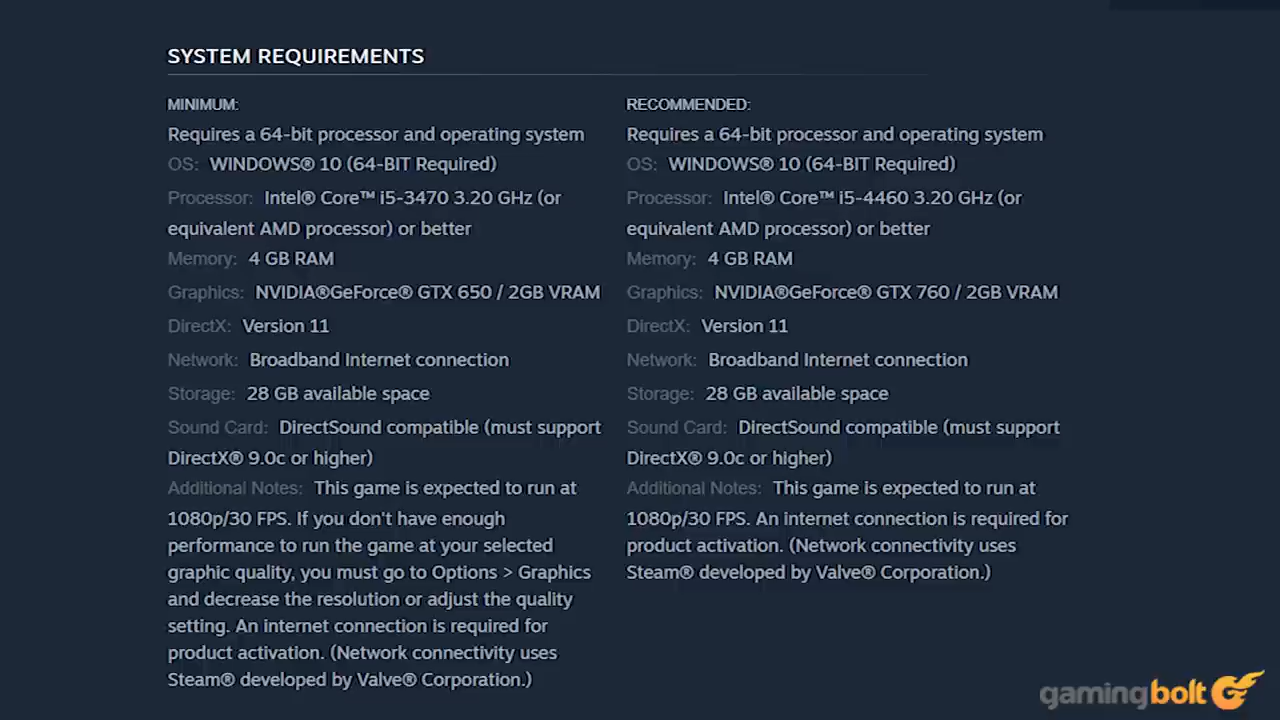 SYSTEM REQUIREMENTS
MINIMUM:
Requires a 64-bit processor and operating system
OS: WINDOWS® 10 (64-BIT Required)
Processor: Intel® Core™ i5-3470 3.20 GHz (or
equivalent AMD processor) or better
Memory: 4 GB RAM
Graphics: NVIDIA®GeForce® GTX 650 / 2GB VRAM
DirectX: Version 11
Network: Broadband Internet connection
Storage: 28 GB available space
Sound Card: DirectSound compatible (must support
DirectX® 9.0c or higher)
Additional Notes: This game is expected to run at
1080p/30 FPS. If you don't have enough
performance to run the game at your selected
graphic quality, you must go to Options > Graphics
and decrease the resolution or adjust the quality
setting. An internet connection is required for
product activation. (Network connectivity uses
Steam® developed by Valve® Corporation.)
RECOMMENDED:
Requires a 64-bit processor and operating system
OS: WINDOWS® 10 (64-BIT Required)
Processor: Intel® Core™ i5-4460 3.20 GHz (or
equivalent AMD processor) or better
Memory: 4 GB RAM
Graphics: NVIDIA®GeForce® GTX 760 / 2GB VRAM
DirectX: Version 11
Network: Broadband Internet connection
Storage: 28 GB available space
Sound Card: DirectSound compatible (must support
DirectX® 9.0c or higher)
Additional Notes: This game is expected to run at
1080p/30 FPS. An internet connection is required for
product activation. (Network connectivity uses
Steam® developed by Valve® Corporation.)
gamingbolt